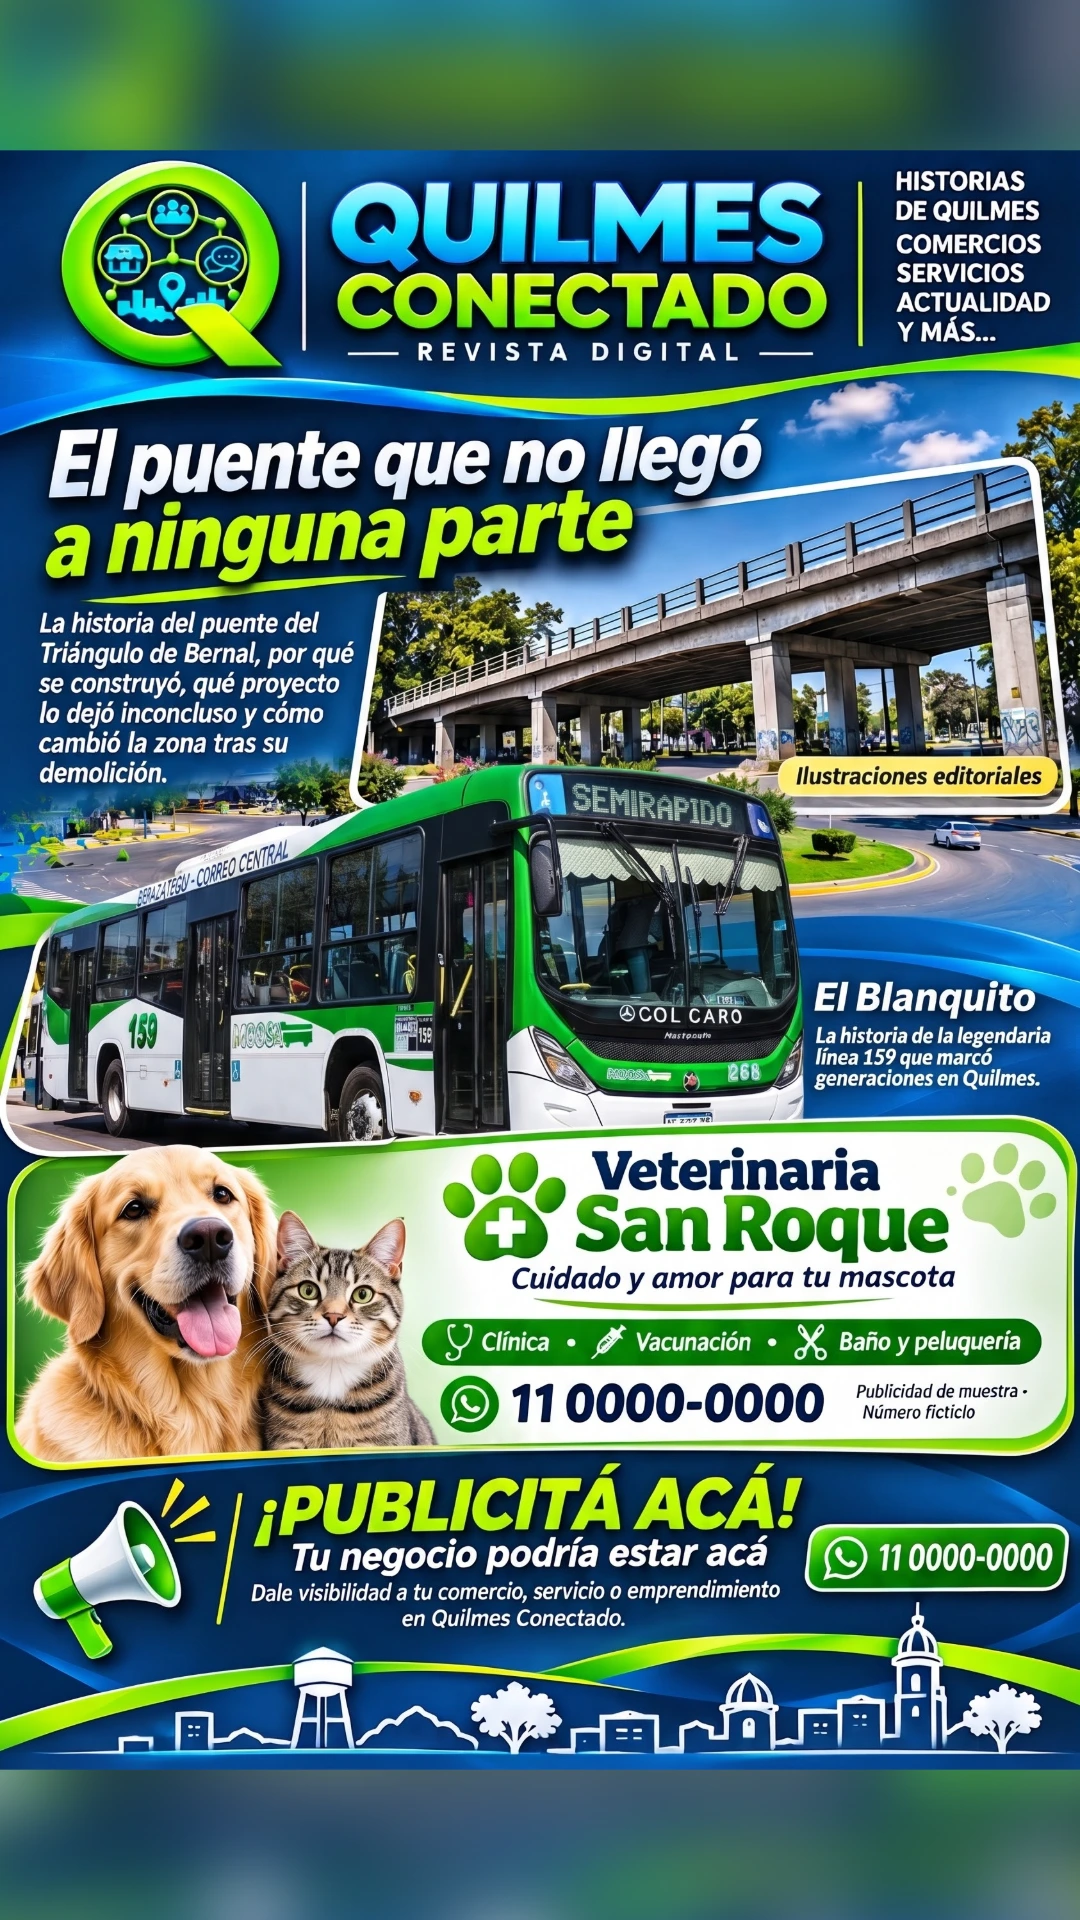 QUILMES
CONECTADO
REVISTA DIGITAL
HISTORIAS
DE QUILMES
COMERCIOS
SERVICIOS
ACTUALIDAD
Y MÁS...
El puente que no llegó
a ninguna parte
La historia del puente del
Triángulo de Bernal, por qué
se construyó, qué proyecto
lo dejó inconcluso y cómo
cambió la zona tras su
demolición.
Ilustraciones editoriales
SEMIRAPIDO
BERAZATEGUI - CORREO CENTRAL
159
MOQSA
159
COL CARO
MOQSA
268
El Blanquito
La historia de la legendaria
línea 159 que marcó
generaciones en Quilmes.
Veterinaria
San Roque
Cuidado y amor para tu mascota
Clínica • Vacunación • Baño y peluquería
11 0000-0000
Publicidad de muestra •
Número ficticio
¡PUBLICITÁ ACÁ!
Tu negocio podría estar acá
Dale visibilidad a tu comercio, servicio o emprendimiento
en Quilmes Conectado.
11 0000-0000